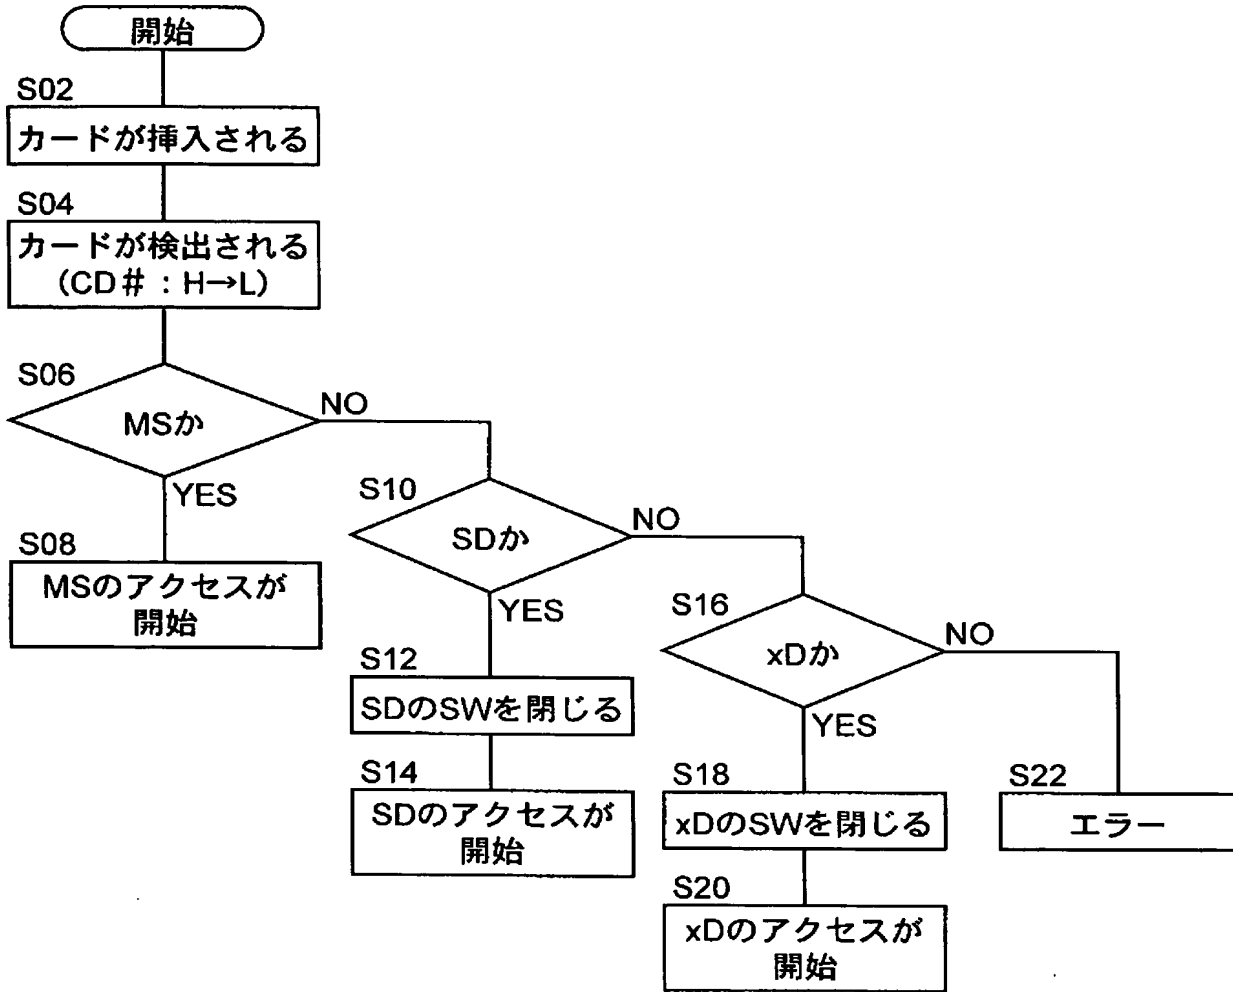 開始
S02
カードが挿入される
S04
カードが検出される
(CD#:H→L)
S06
MSか
NO
YES
S08
MSのアクセスが
開始
S10
SDか
NO
YES
S12
SDのSWを閉じる
S14
SDのアクセスが
開始
S16
xDか
NO
YES
S18
xDのSWを閉じる
S20
xDのアクセスが
開始
S22
エラー